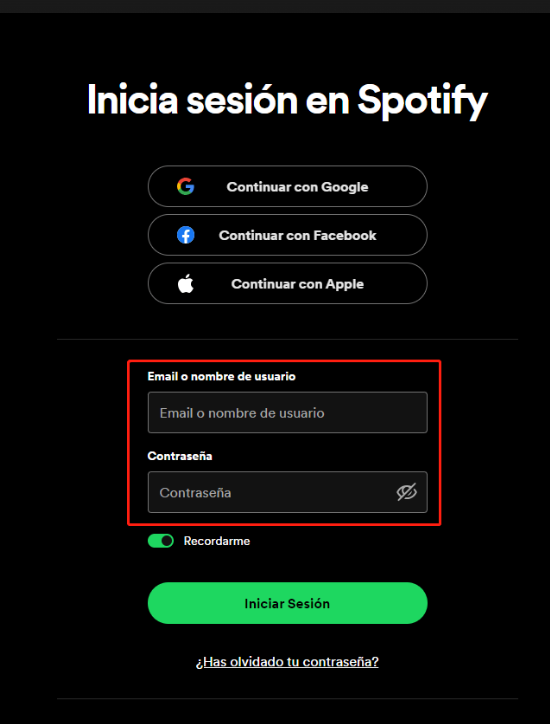 Inicia sesión en Spotify
Continuar con Google
Continuar con Facebook
Continuar con Apple
Email o nombre de usuario
Email o nombre de usuario
Contraseña
Contraseña
Recordarme
Iniciar Sesión
¿Has olvidado tu contraseña?